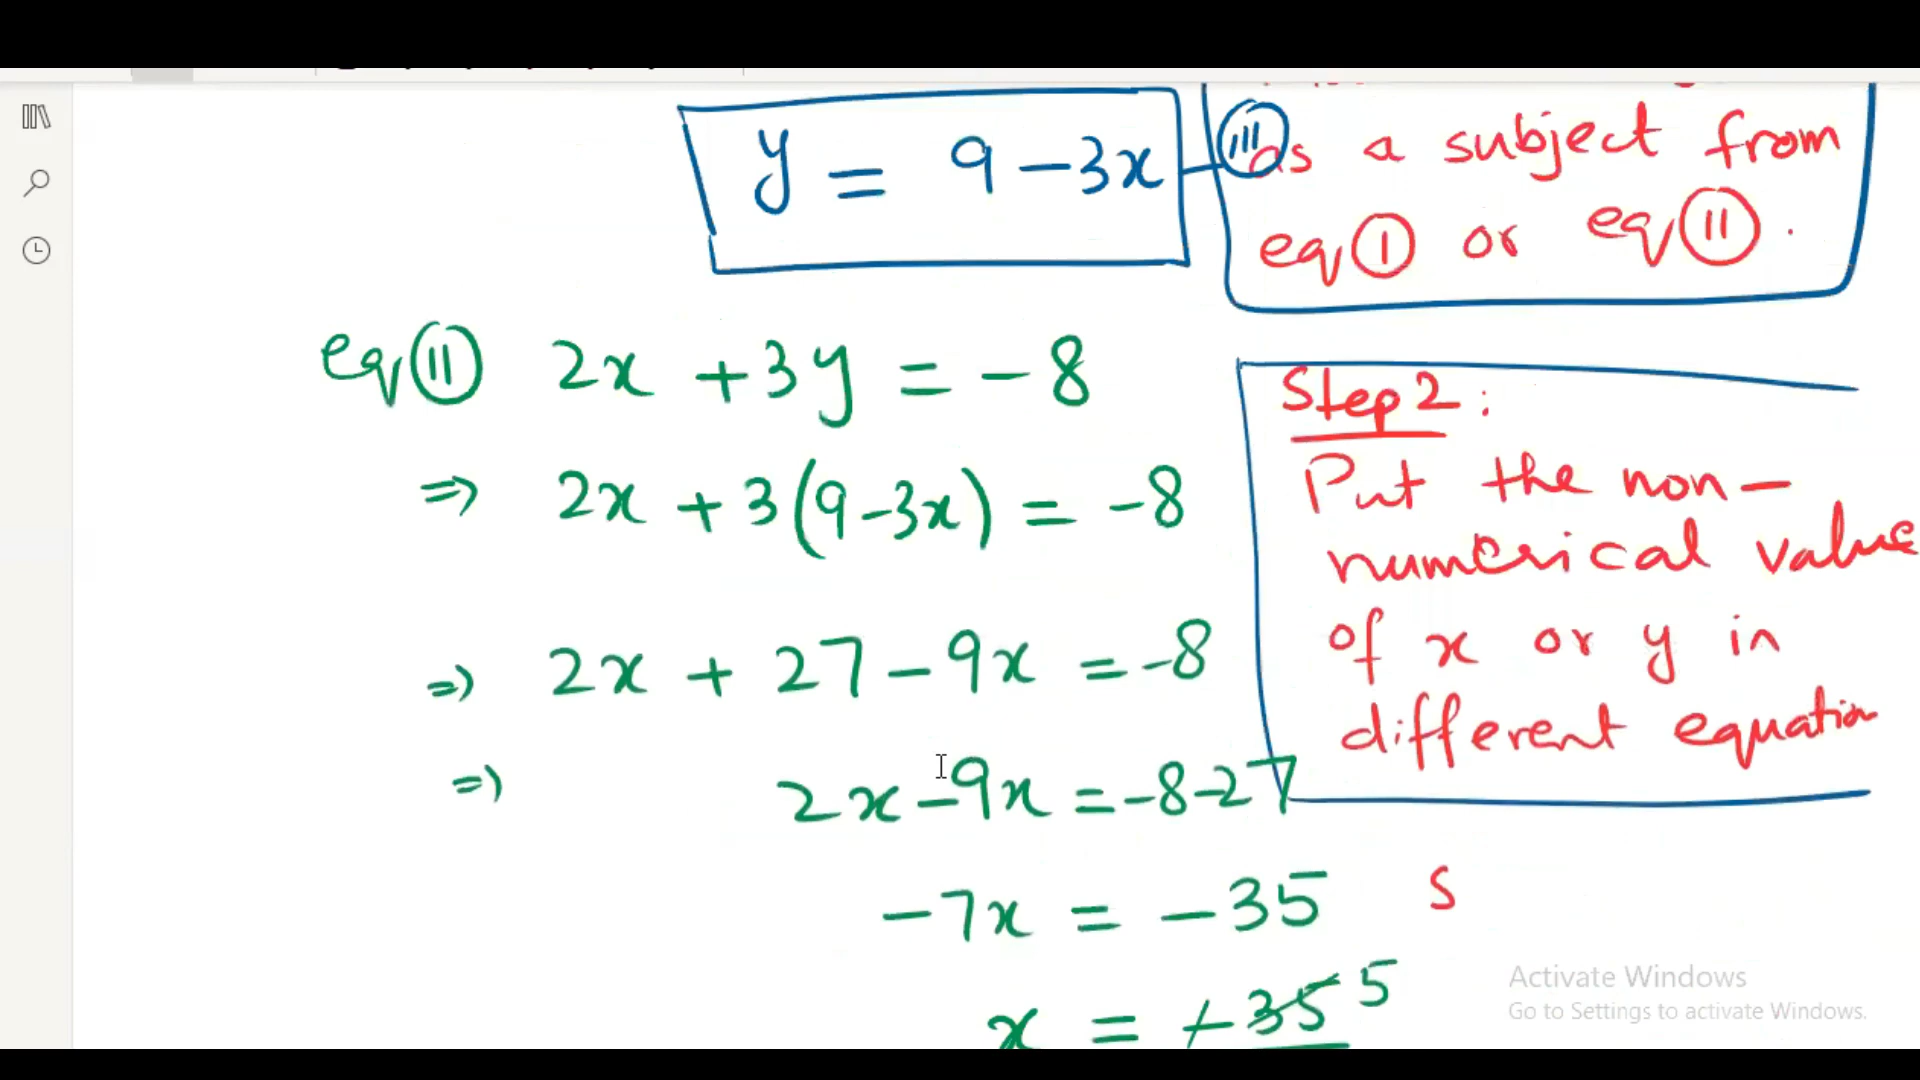 y = 9 - 3x (III)
as a subject from
eq (I) or eq (II).
eq (II) 2x + 3y = -8
=> 2x + 3(9-3x) = -8
=> 2x + 27 - 9x = -8
=> 2x - 9x = -8-27
-7x = -35
x = -35 5
Step 2:
Put the non-
numerical value
of x or y in
different equation
S
Activate Windows
Go to Settings to activate Windows.